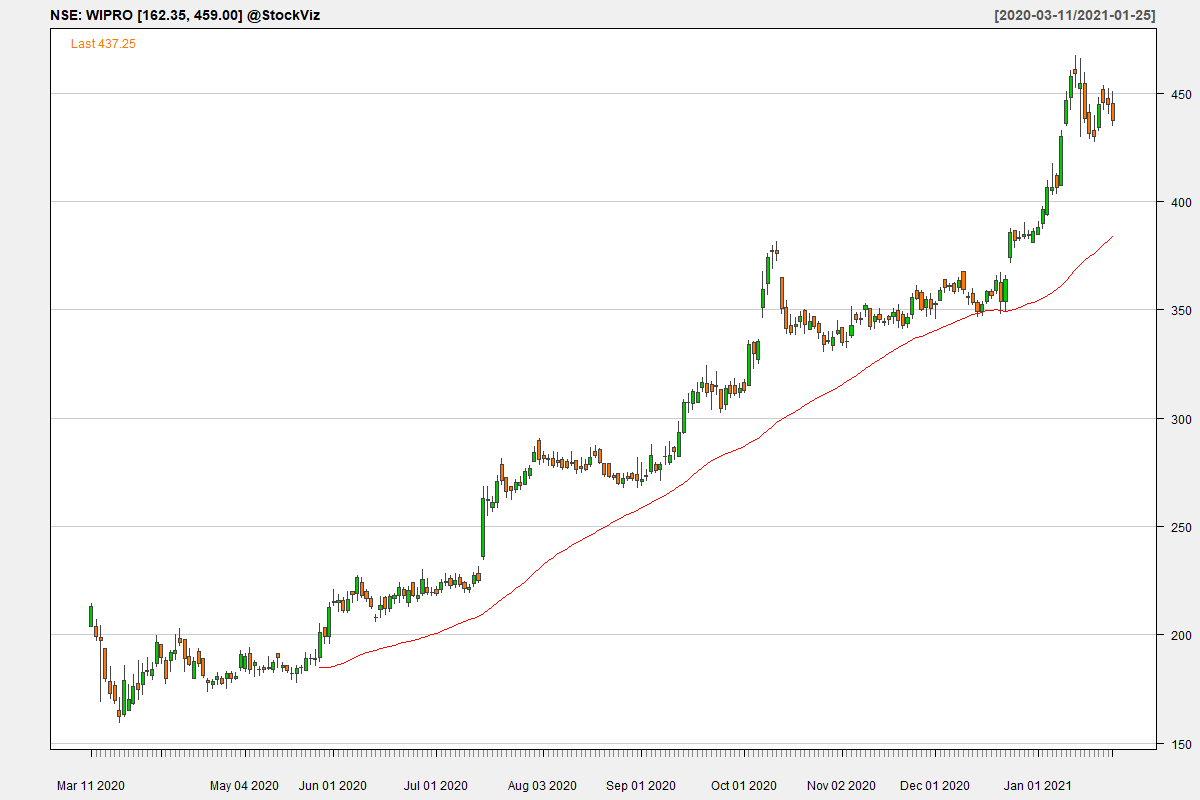 NSE: WIPRO [162.35, 459.00] @StockViz
[2020-03-11/2021-01-25]
Last 437.25
450
400
350
300
250
200
150
Mar 11 2020
May 04 2020
Jun 01 2020
Jul 01 2020
Aug 03 2020
Sep 01 2020
Oct 01 2020
Nov 02 2020
Dec 01 2020
Jan 01 2021